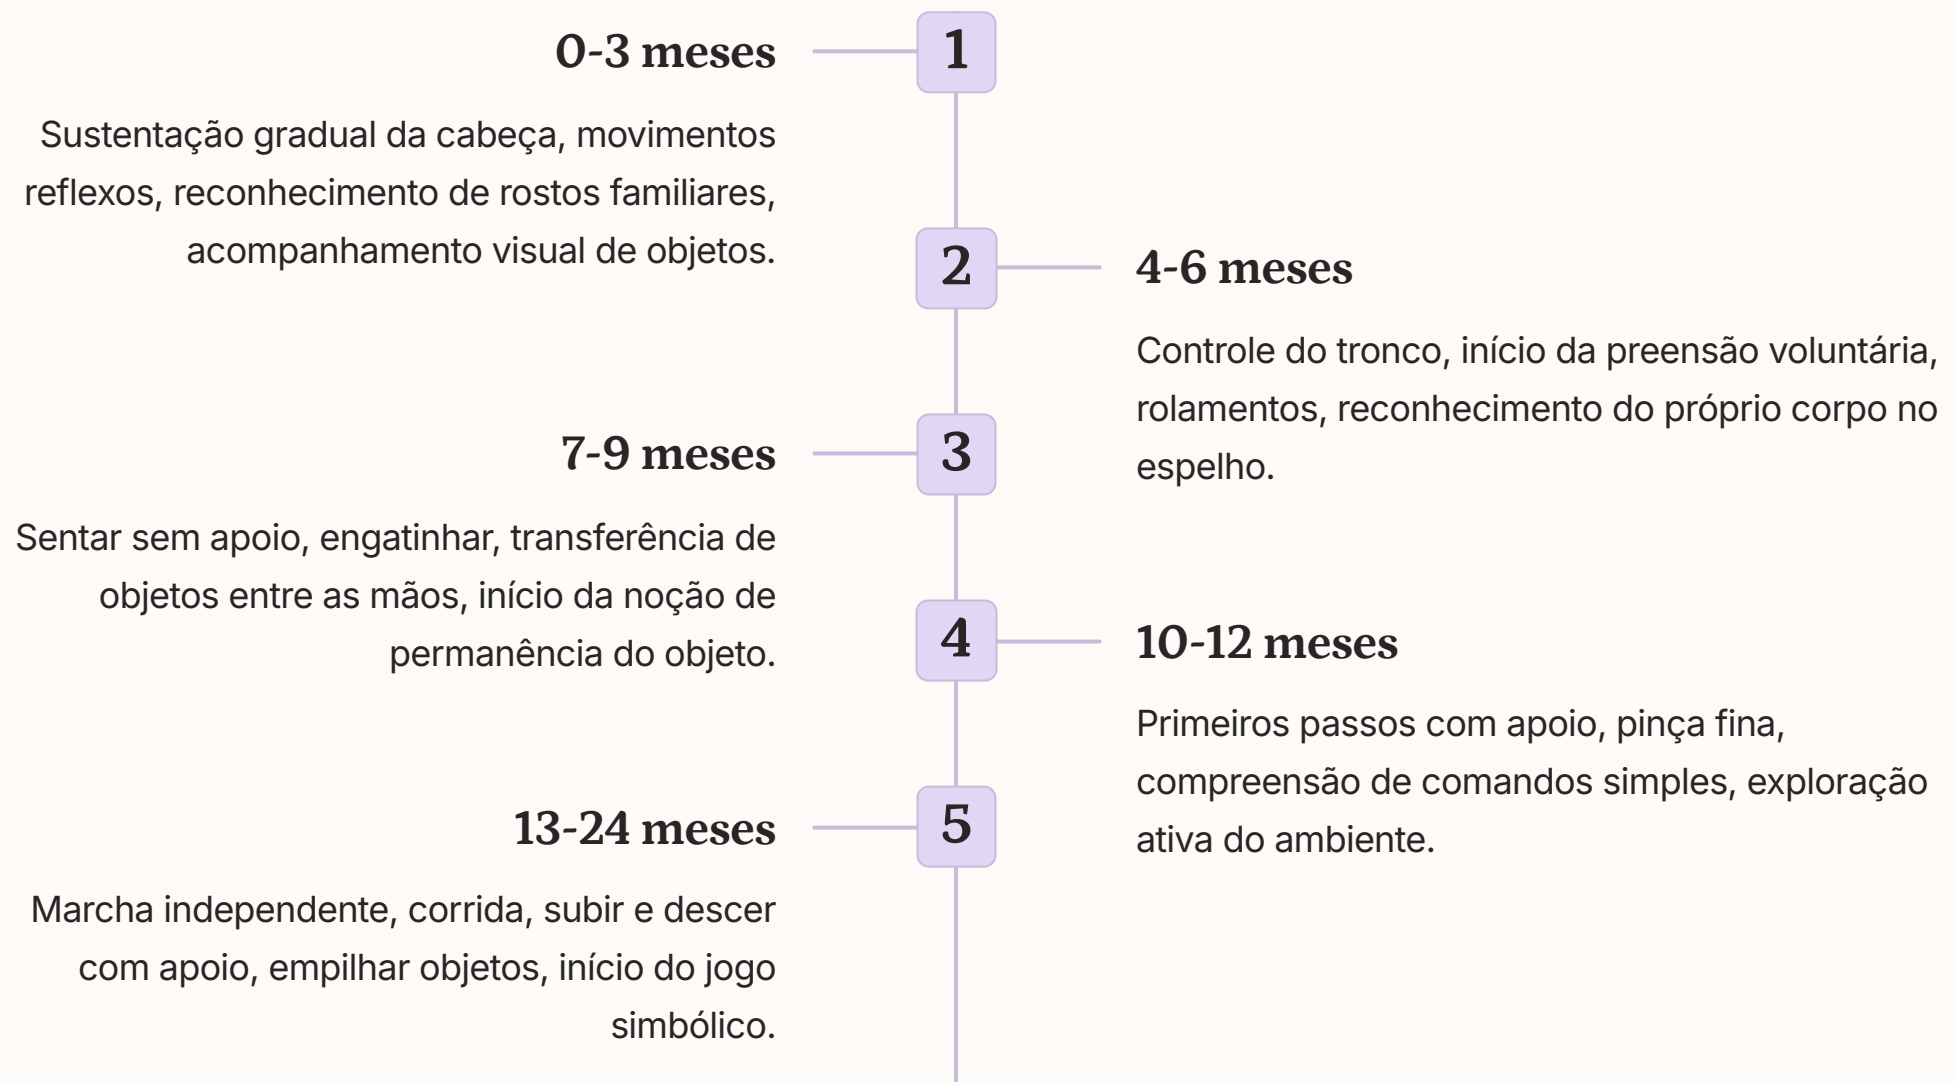 1
0-3 meses
Sustentação gradual da cabeça, movimentos
reflexos, reconhecimento de rostos familiares,
acompanhamento visual de objetos.
2
4-6 meses
Controle do tronco, início da preensão voluntária,
rolamentos, reconhecimento do próprio corpo no
espelho.
3
7-9 meses
Sentar sem apoio, engatinhar, transferência de
objetos entre as mãos, início da noção de
permanência do objeto.
4
10-12 meses
Primeiros passos com apoio, pinça fina,
compreensão de comandos simples, exploração
ativa do ambiente.
5
13-24 meses
Marcha independente, corrida, subir e descer
com apoio, empilhar objetos, início do jogo
simbólico.